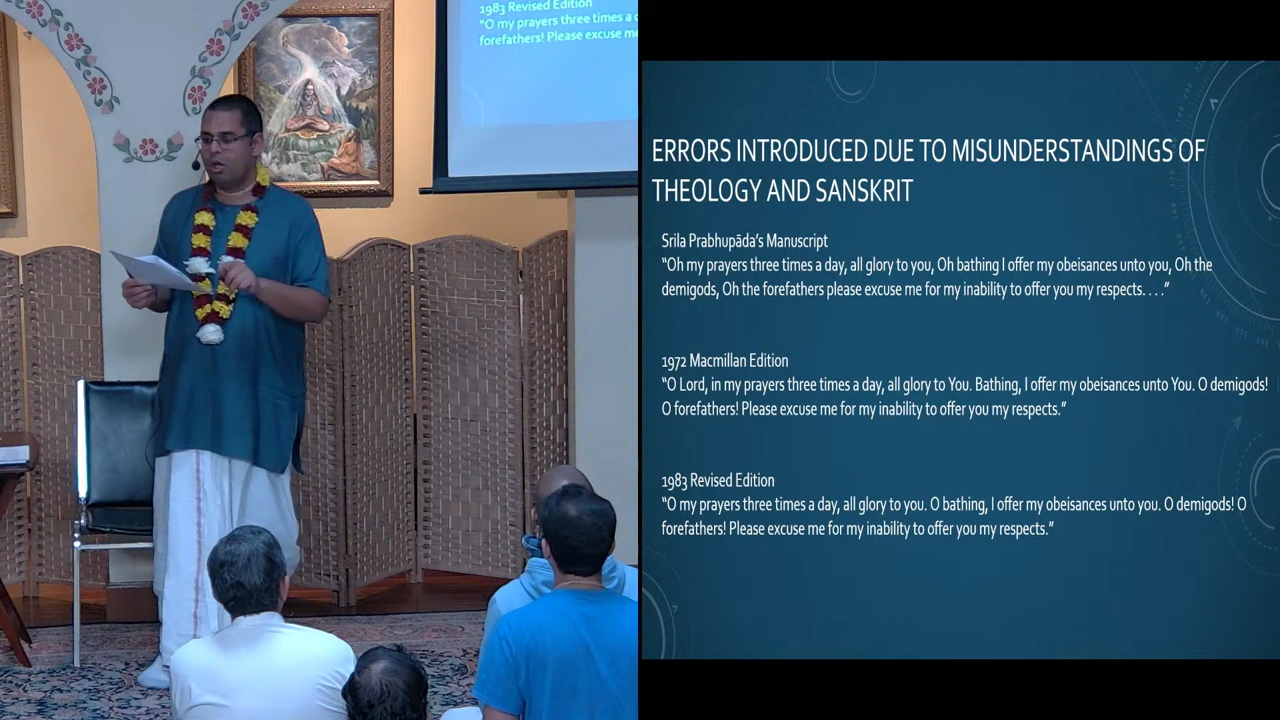 1983 Revised Edition
"O my prayers three times a
forefathers! Please excuse me
ERRORS INTRODUCED DUE TO MISUNDERSTANDINGS OF
THEOLOGY AND SANSKRIT
Srila Prabhupāda's Manuscript
"Oh my prayers three times a day, all glory to you, Oh bathing I offer my obeisances unto you, Oh the
demigods, Oh the forefathers please excuse me for my inability to offer you my respects. . . ."
1972 Macmillan Edition
"O Lord, in my prayers three times a day, all glory to You. Bathing, I offer my obeisances unto You. O demigods!
O forefathers! Please excuse me for my inability to offer you my respects."
1983 Revised Edition
"O my prayers three times a day, all glory to you. O bathing, I offer my obeisances unto you. O demigods! O
forefathers! Please excuse me for my inability to offer you my respects."